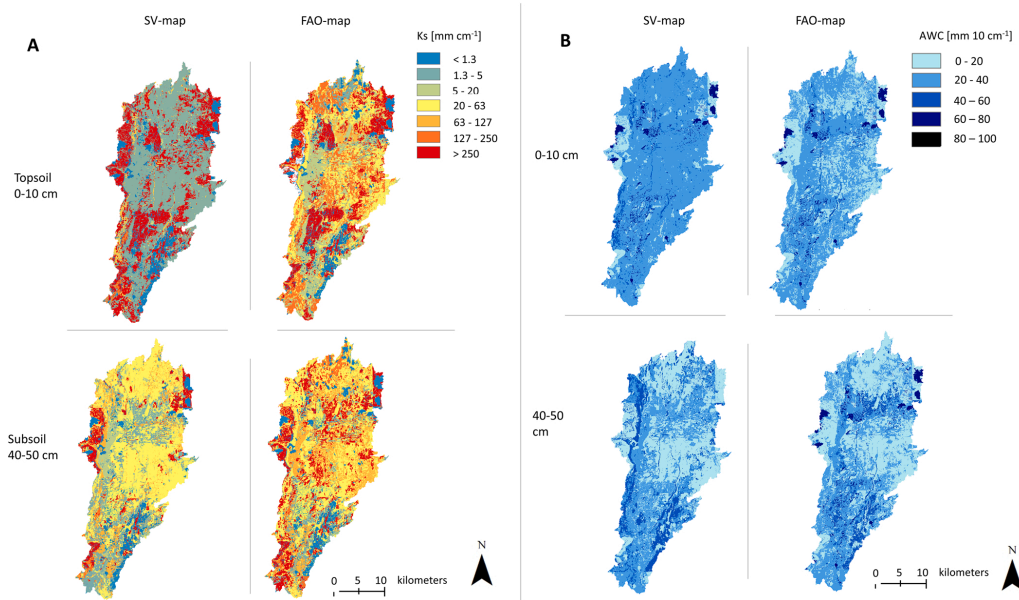 SV-map
FAO-map
A
Ks [mm cm⁻¹]
< 1.3
1.3 - 5
5 - 20
20 - 63
63 - 127
127 - 250
> 250
Topsoil
0-10 cm
Subsoil
40-50 cm
N
0 5 10 kilometers
SV-map
FAO-map
B
AWC [mm 10 cm⁻¹]
0 - 20
20 - 40
40 – 60
60 – 80
80 – 100
0-10 cm
40-50
cm
N
0 5 10 kilometers